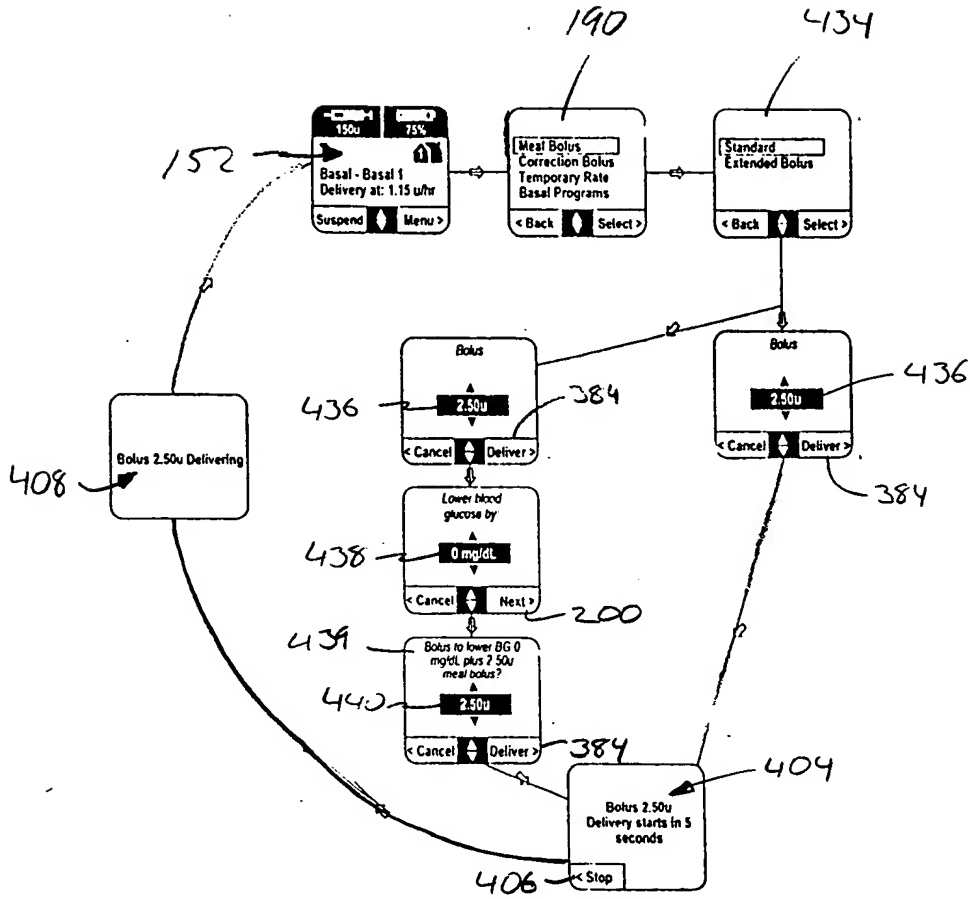 190
434
150u 75%
Basal - Basal 1
Delivery at: 1.15 u/hr
Suspend Menu >
152
Meal Bolus
Correction Bolus
Temporary Rate
Basal Programs
< Back Select >
Standard
Extended Bolus
< Back Select >
Bolus
2.50u
< Cancel Deliver >
436
384
Bolus
2.50u
< Cancel Deliver >
436
384
Bolus 2.50u Delivering
408
Lower blood
glucose by
0 mg/dL
< Cancel Next >
438
200
439
Bolus to lower BG 0
mg/dL plus 2 50u
meal bolus?
2.50u
< Cancel Deliver >
440
384
Bolus 2.50u
Delivery starts in 5
seconds
< Stop
404
406